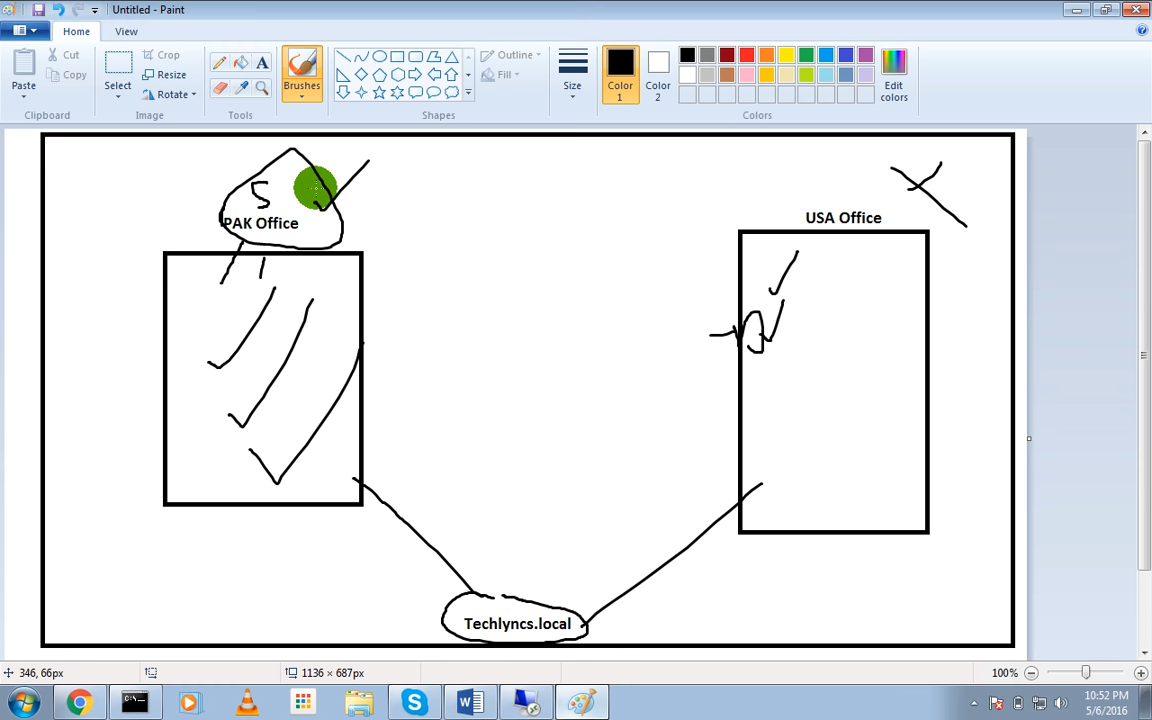 Untitled - Paint
Home
View
Paste
Cut
Copy
Clipboard
Select
Crop
Resize
Rotate
Image
Tools
Brushes
Shapes
Outline
Fill
Size
Color 1
Color 2
Edit colors
Colors
S
PAK Office
USA Office
Techlyncs.local
346, 66px
1136 × 687px
100%
10:52 PM
5/6/2016